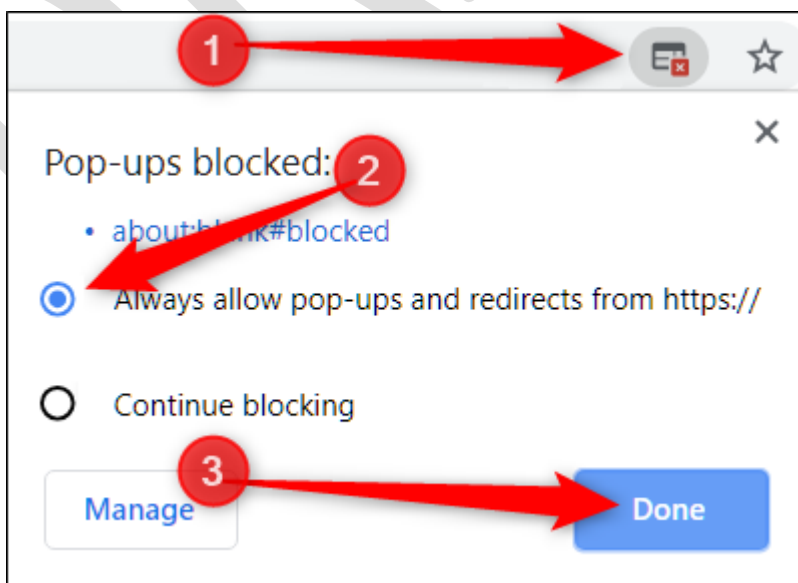 1
Pop-ups blocked:
2
• about:blank#blocked
Always allow pop-ups and redirects from https://
Continue blocking
3
Manage
Done